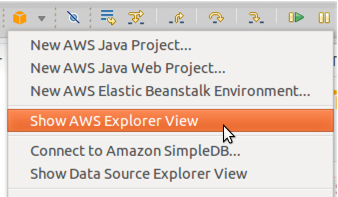 New AWS Java Project...
New AWS Java Web Project...
New AWS Elastic Beanstalk Environment...
Show AWS Explorer View
Connect to Amazon SimpleDB...
Show Data Source Explorer View